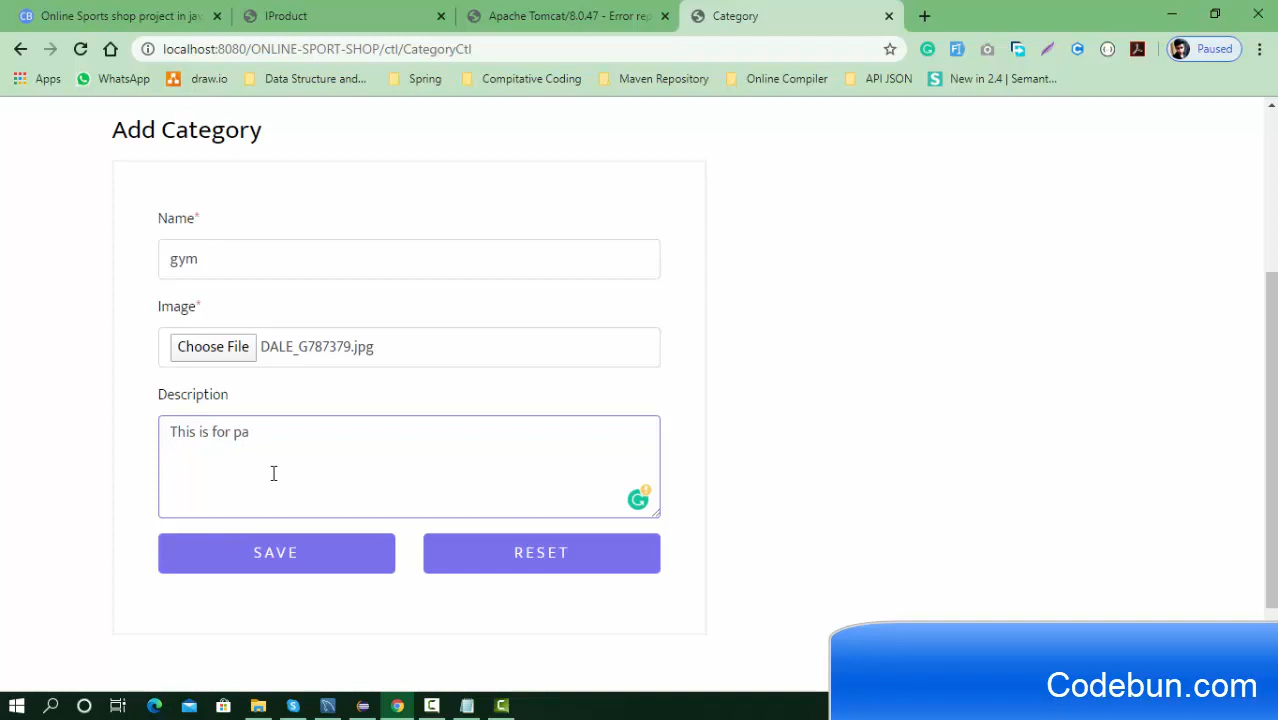 Online Sports shop project in jav
IProduct
Apache Tomcat/8.0.47 - Error rep
Category
localhost:8080/ONLINE-SPORT-SHOP/ctl/CategoryCtl
Paused
Apps
WhatsApp
draw.io
Data Structure and...
Spring
Compitative Coding
Maven Repository
Online Compiler
API JSON
New in 2.4 | Semant...
Add Category
Name*
gym
Image*
Choose File DALE_G787379.jpg
Description
This is for pa
SAVE
RESET
Codebun.com